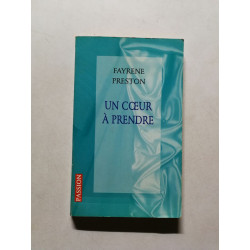 FAYRENE
PRESTON
UN CŒUR
À PRENDRE
PASSION